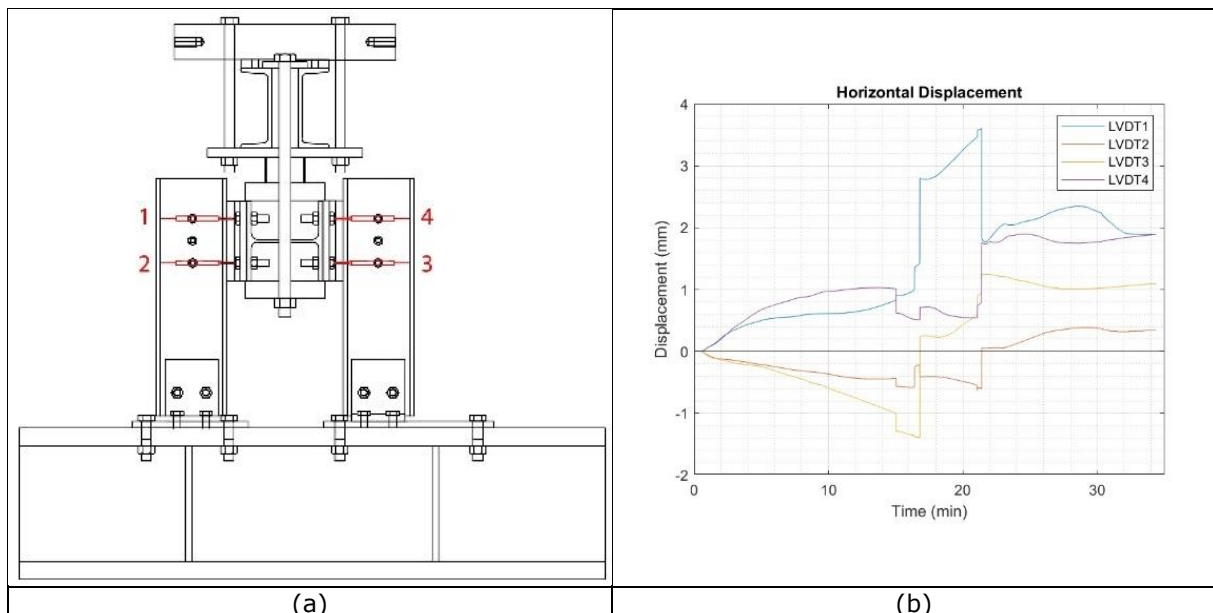 1
4
2
3
(a)
Horizontal Displacement
LVDT1
LVDT2
LVDT3
LVDT4
Displacement (mm)
4
3
2
1
0
-1
-2
0
10
20
30
Time (min)
(b)